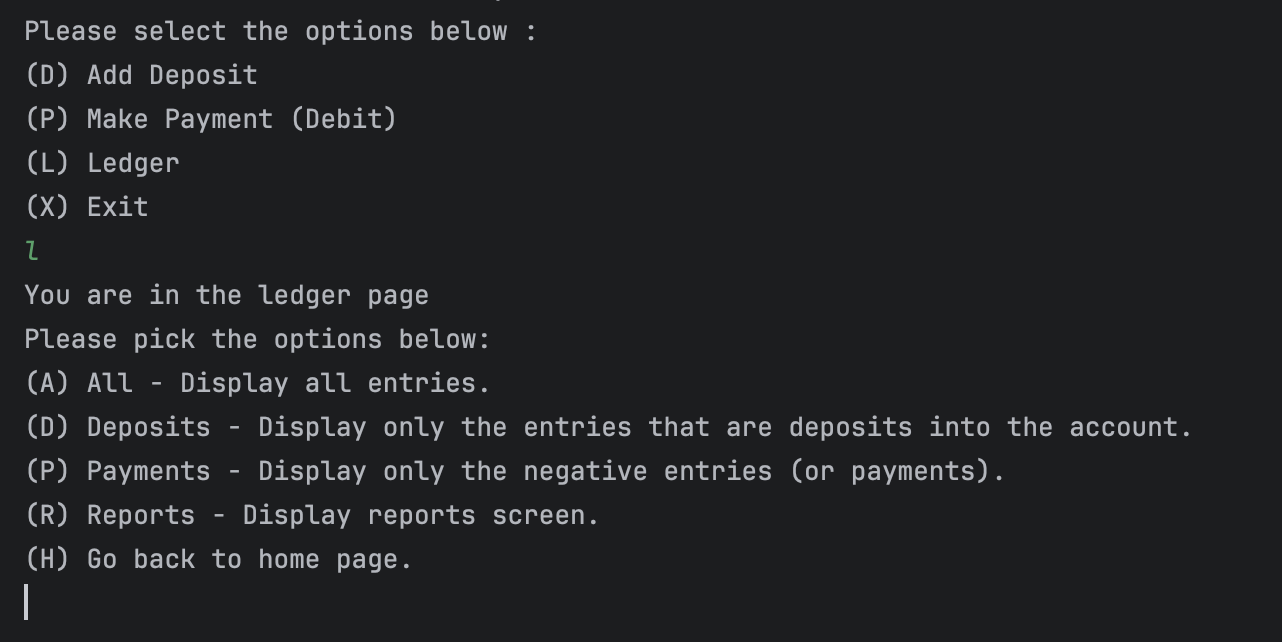 Please select the options below :
(D) Add Deposit
(P) Make Payment (Debit)
(L) Ledger
(X) Exit
l
You are in the ledger page
Please pick the options below:
(A) All - Display all entries.
(D) Deposits - Display only the entries that are deposits into the account.
(P) Payments - Display only the negative entries (or payments).
(R) Reports - Display reports screen.
(H) Go back to home page.